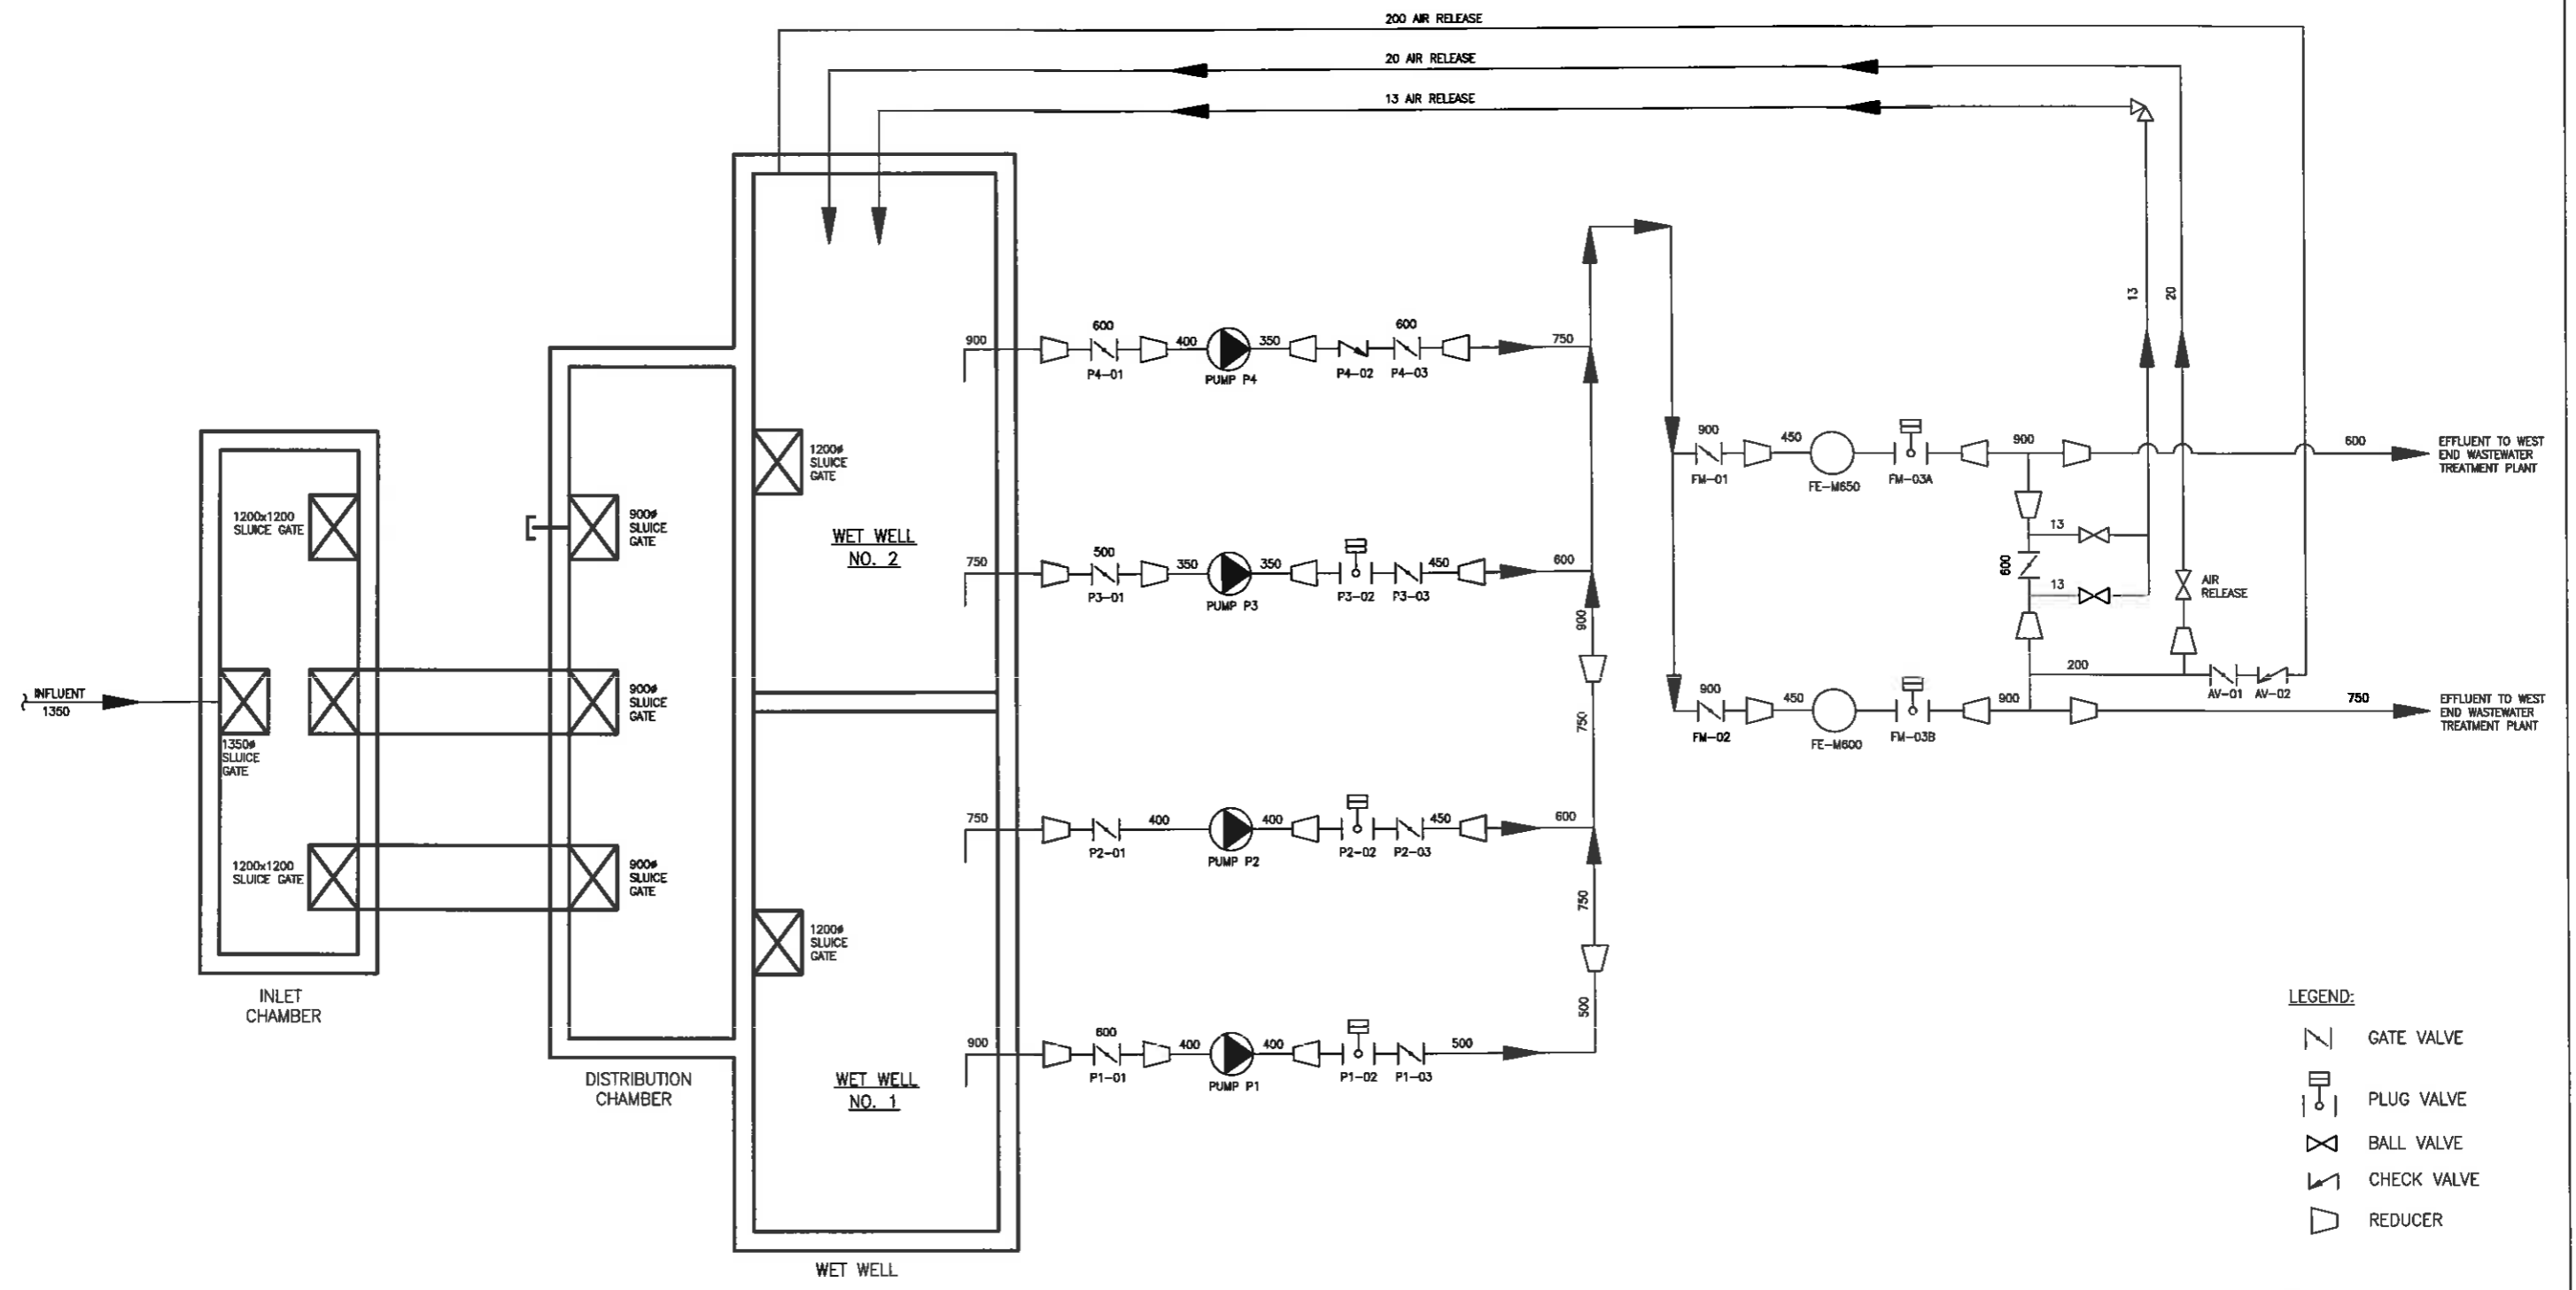 200 AIR RELEASE
20 AIR RELEASE
13 AIR RELEASE
INFLUENT
1350
1200x1200
SLUICE GATE
1350ø
SLUICE
GATE
1200x1200
SLUICE GATE
INLET
CHAMBER
900ø
SLUICE
GATE
900ø
SLUICE
GATE
900ø
SLUICE
GATE
DISTRIBUTION
CHAMBER
1200ø
SLUICE
GATE
WET WELL
NO. 2
1200ø
SLUICE
GATE
WET WELL
NO. 1
WET WELL
900
600
P4-01
400
PUMP P4
350
P4-02
600
P4-03
750
750
500
P3-01
350
PUMP P3
350
P3-02
P3-03
450
600
900
750
750
P2-01
400
PUMP P2
400
P2-02
P2-03
450
600
750
500
900
600
P1-01
400
PUMP P1
400
P1-02
P1-03
500
900
FM-01
450
FE-M650
FM-03A
900
600
EFFLUENT TO WEST
END WASTEWATER
TREATMENT PLANT
13
20
13
600
13
AIR
RELEASE
200
AV-01
AV-02
900
FM-02
450
FE-M600
FM-03B
900
750
EFFLUENT TO WEST
END WASTEWATER
TREATMENT PLANT
LEGEND:
GATE VALVE
PLUG VALVE
BALL VALVE
CHECK VALVE
REDUCER